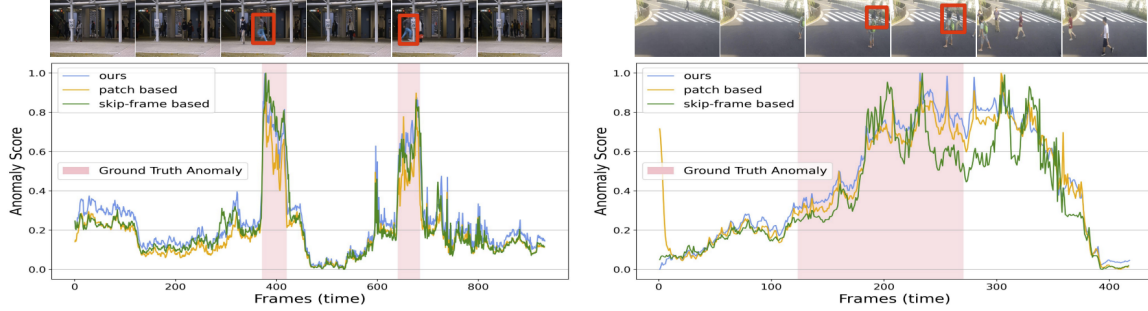 1.0
0.8
0.6
0.4
0.2
0.0
Anomaly Score
ours
patch based
skip-frame based
Ground Truth Anomaly
0 200 400 600 800
Frames (time)
1.0
0.8
0.6
0.4
0.2
0.0
Anomaly Score
ours
patch based
skip-frame based
Ground Truth Anomaly
0 100 200 300 400
Frames (time)